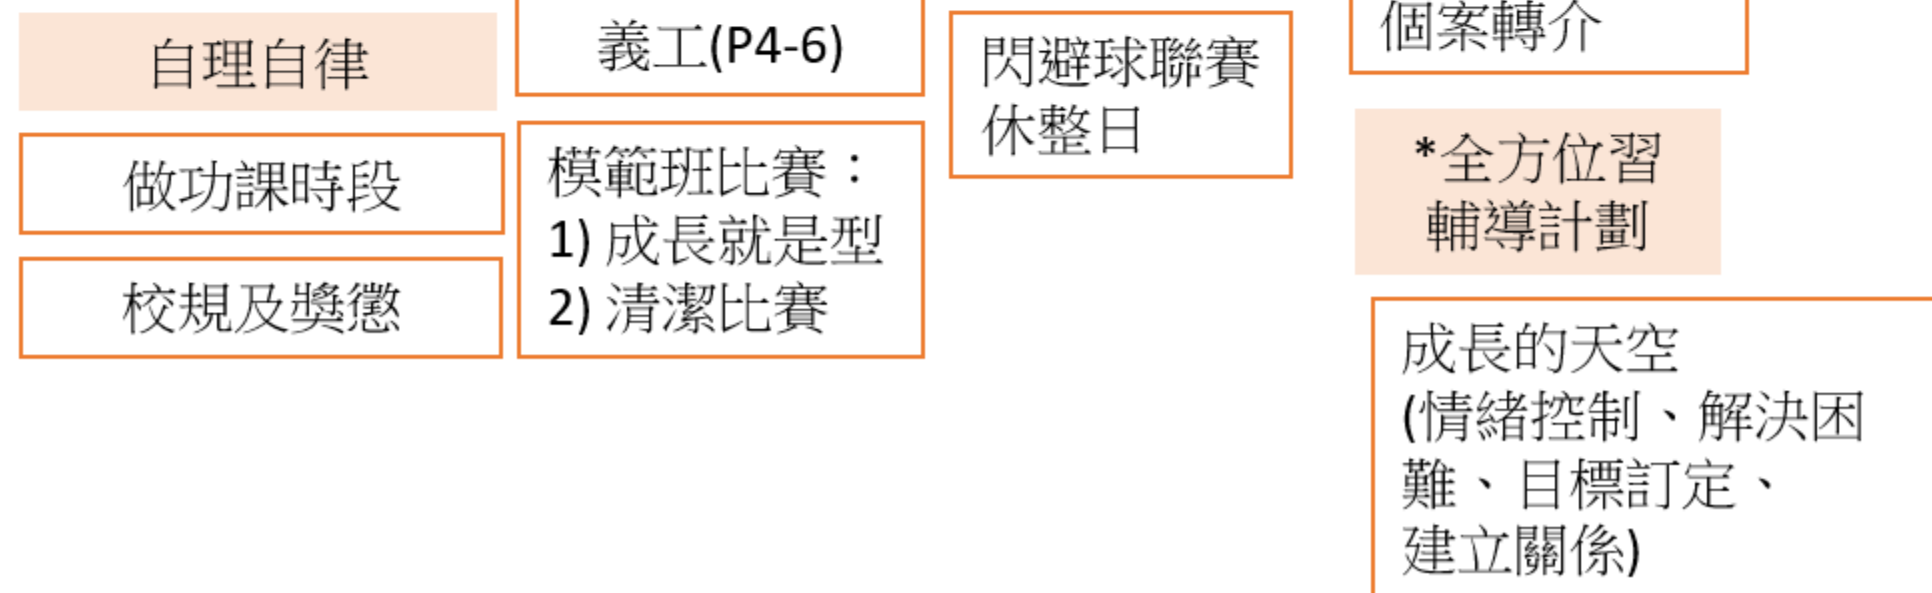 自理自律
做功課時段
校規及獎懲
義工(P4-6)
模範班比賽：
1) 成長就是型
2) 清潔比賽
閃避球聯賽
休整日
個案轉介
*全方位習
輔導計劃
成長的天空
(情緒控制、解決困
難、目標訂定、
建立關係)